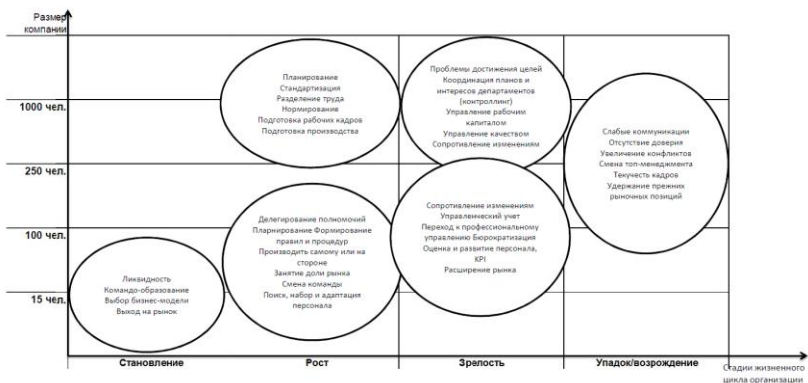 Размер
компании
1000 чел.
250 чел.
100 чел.
15 чел.
Ликвидность
Командо-образование
Выбор бизнес-модели
Выход на рынок
Планирование
Стандартизация
Разделение труда
Нормирование
Подготовка рабочих кадров
Подготовка производства
Делегирование полномочий
Планрнирование Формирование
правил и процедур
Производить самому или на
стороне
Занятие доли рынка
Смена команды
Поиск, набор и адаптация
персонала
Проблемы достижения целей
Координация планов и
интересов департаментов
(контроллинг)
Управление рабочим
капиталом
Управление качеством
Сопротивление изменениям
Сопротивление изменениям
Управленческий учет
Переход к профессиональному
управлению Бюрократизация
Оценка и развитие персонала,
KPI
Расширение рынка
Слабые коммуникации
Отсутствие доверия
Увеличение конфликтов
Смена топ-менеджмента
Текучесть кадров
Удержание прежних
рыночных позиций
Становление
Рост
Зрелость
Упадок/возрождение
Стадии жизненного
цикла организации